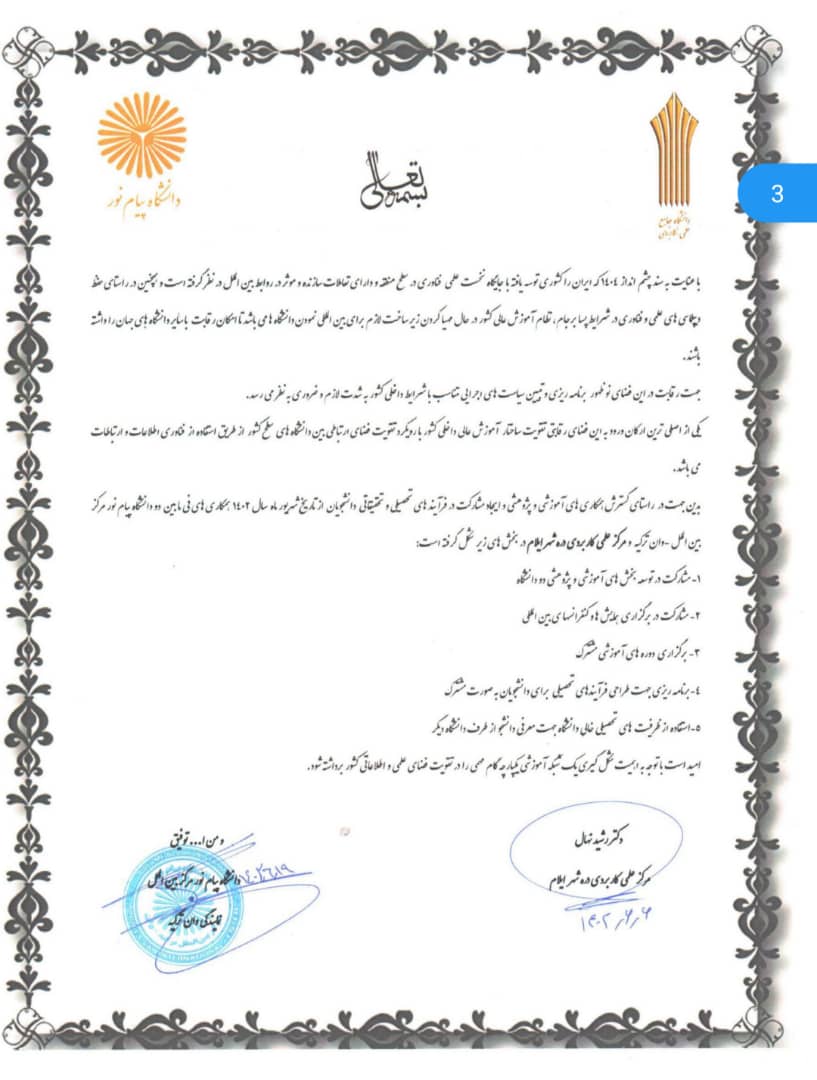 بسمه تعالی
دانشگاه پیام نور
دانشگاه جامع
علمی کاربردی
3
با عنایت به سند چشم انداز ۱۴۰۴ که ایران را کشوری توسعه یافته با جایگاه نخست علمی فناوری در سطح منطقه و دارای تعاملات سازنده و موثر در روابط بین الملل در نظر گرفته است و همچنین در راستای حفظ
و پویای های علمی و فناوری در شرایط پسا برجام، نظام آموزش عالی کشور در حال مهیا کردن زیر ساخت لازم برای بین المللی نمودن دانشگاه ها می باشد تا امکان رقابت با سایر دانشگاه های جهان را داشته
باشند.
جهت رقابت در این فضای نو ظهور برنامه ریزی و تبیین سیاست های اجرایی متناسب با شرایط داخلی کشور به شدت لازم و ضروری به نظر می رسد.
یکی از اصلی ترین ارکان ورود به این فضای رقابتی تقویت ساختار آموزش عالی داخلی کشور با رویکرد تقویت فضای ارتباطی بین دانشگاه های سطح کشور از طریق استفاده از فناوری اطلاعات و ارتباطات
می باشد.
بدین جهت در راستای گسترش همکاری های آموزشی و پژوهشی و ایجاد مشارکت در فرآیند های تحصیلی و تحقیقاتی دانشجویان از تاریخ شهریور ماه سال ۱۴۰۲ همکاری های فی مابین دو دانشگاه پیام نور مرکز
بین الملل -وان ترکیه و مرکز علمی کاربردی دره شهر ایلام در بخش های زیر شکل گرفته است:
۱- مشارکت در توسعه بخش های آموزشی و پژوهشی دو دانشگاه
۲- مشارکت در برگزاری همایش ها و کنفرانسهای بین المللی
۳- برگزاری دوره های آموزشی مشترک
۴- برنامه ریزی جهت طراحی فرآیندهای تحصیلی برای دانشجویان به صورت مشترک
۵- استفاده از ظرفیت های تحصیلی خالی دانشگاه جهت معرفی دانشجو از طرف دانشگاه دیگر
امید است با توجه به اهمیت شکل گیری یک شبکه آموزشی یکپارچه گام مهمی را در تقویت فضای علمی و اطلاعاتی کشور برداشته شود.
دکتر رشید نهال
مرکز علمی کاربردی دره شهر ایلام
۱۴۰۲,۶,۶
و من ا... توفیق
دانشگاه پیام نور مرکز بین الملل
نمایندگی وان ترکیه